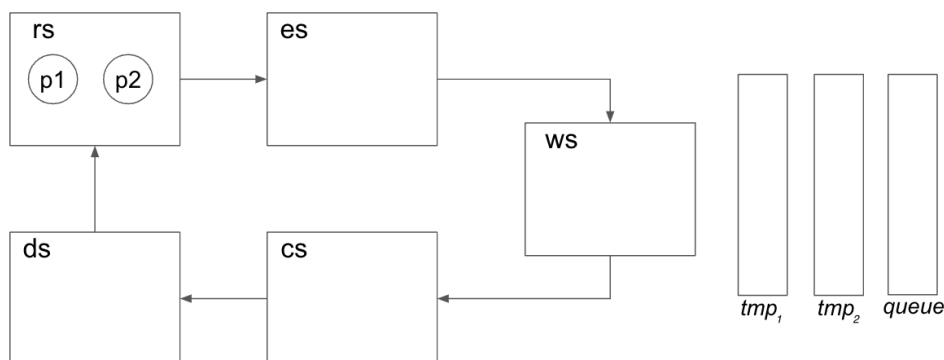 rs
es
p1
p2
ws
ds
cs
tmp₁
tmp₂
queue